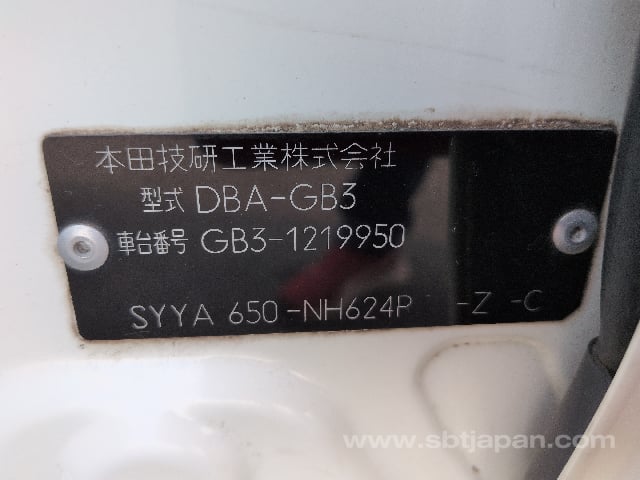 本田技研工業株式会社
型式 DBA-GB3
車台番号 GB3-1219950
SYYA 650-NH624P -Z -C
www.sbtjapan.com